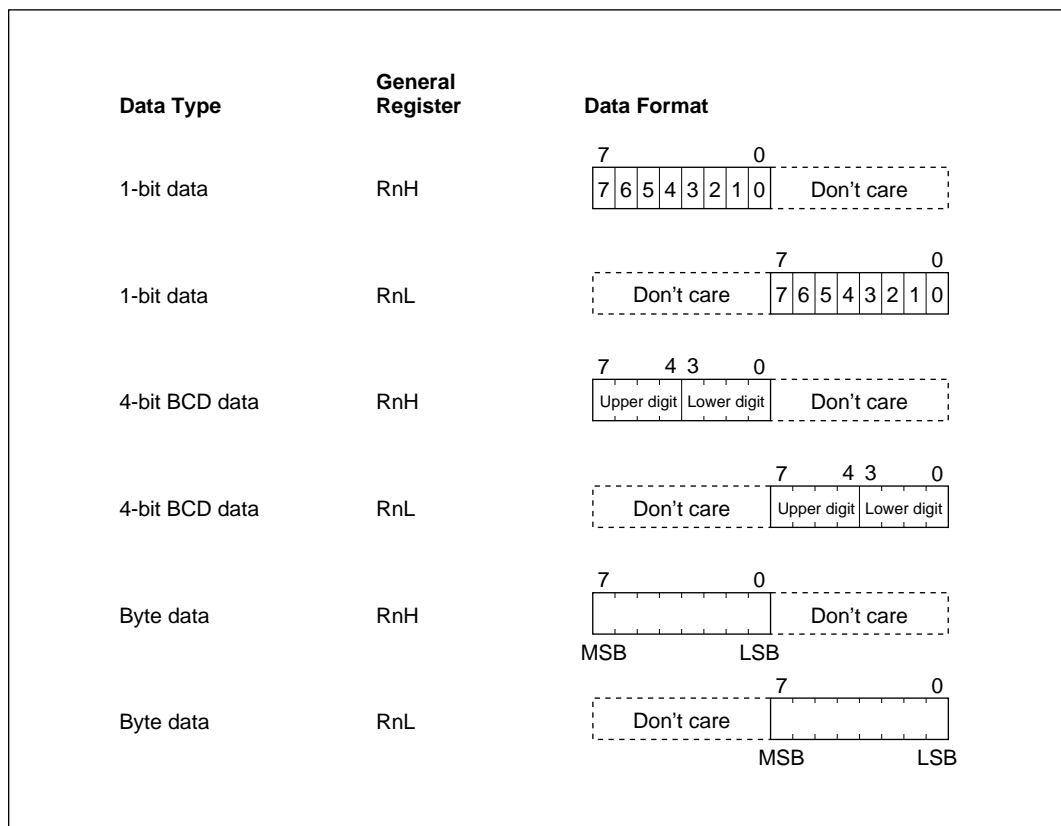 Data Type General Register Data Format
7 0
1-bit data RnH 7 6 5 4 3 2 1 0 Don't care
7 0
1-bit data RnL Don't care 7 6 5 4 3 2 1 0
7 4 3 0
4-bit BCD data RnH Upper digit Lower digit Don't care
7 4 3 0
4-bit BCD data RnL Don't care Upper digit Lower digit
7 0
Byte data RnH Don't care
MSB LSB
7 0
Byte data RnL Don't care
MSB LSB